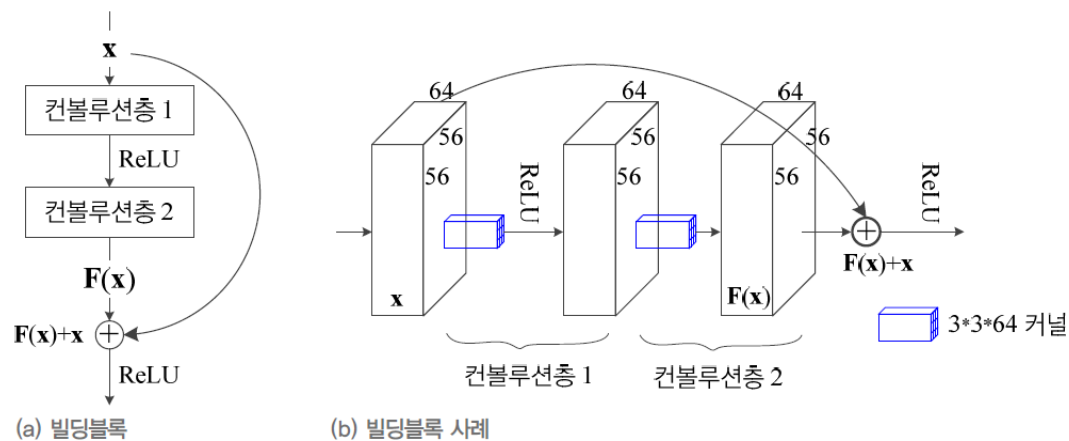 x
컨볼루션층 1
ReLU
컨볼루션층 2
F(x)
F(x)+x
ReLU
(a) 빌딩블록
64
56
56
x
ReLU
64
56
56
64
56
56
F(x)
F(x)+x
ReLU
3*3*64 커널
컨볼루션층 1
컨볼루션층 2
(b) 빌딩블록 사례